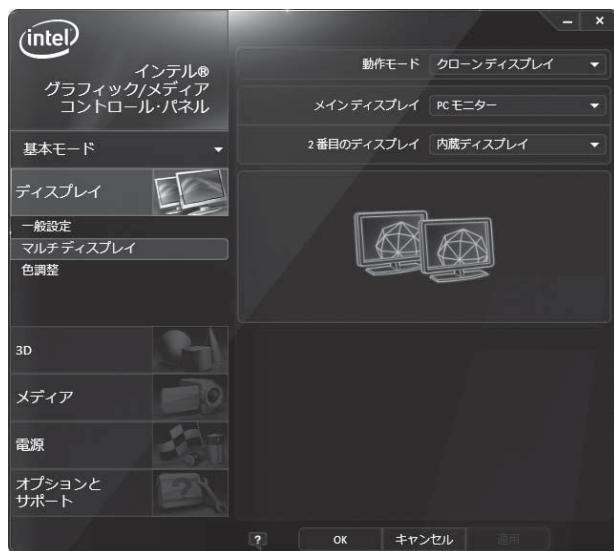 intel
インテル®
グラフィック/メディア
コントロール・パネル
基本モード
ディスプレイ
一般設定
マルチディスプレイ
色調整
3D
メディア
電源
オプションと
サポート
動作モード クローンディスプレイ
メインディスプレイ PC モニター
2 番目のディスプレイ 内蔵ディスプレイ
? OK キャンセル 適用